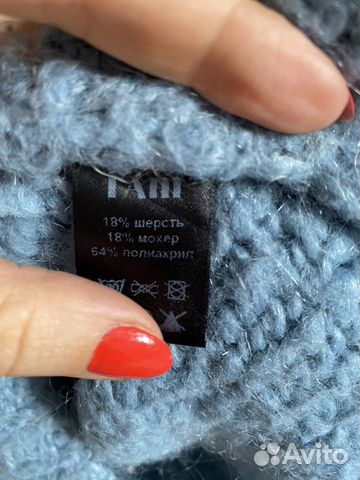 18% шерсть
18% мохер
64% полиакрил
Avito